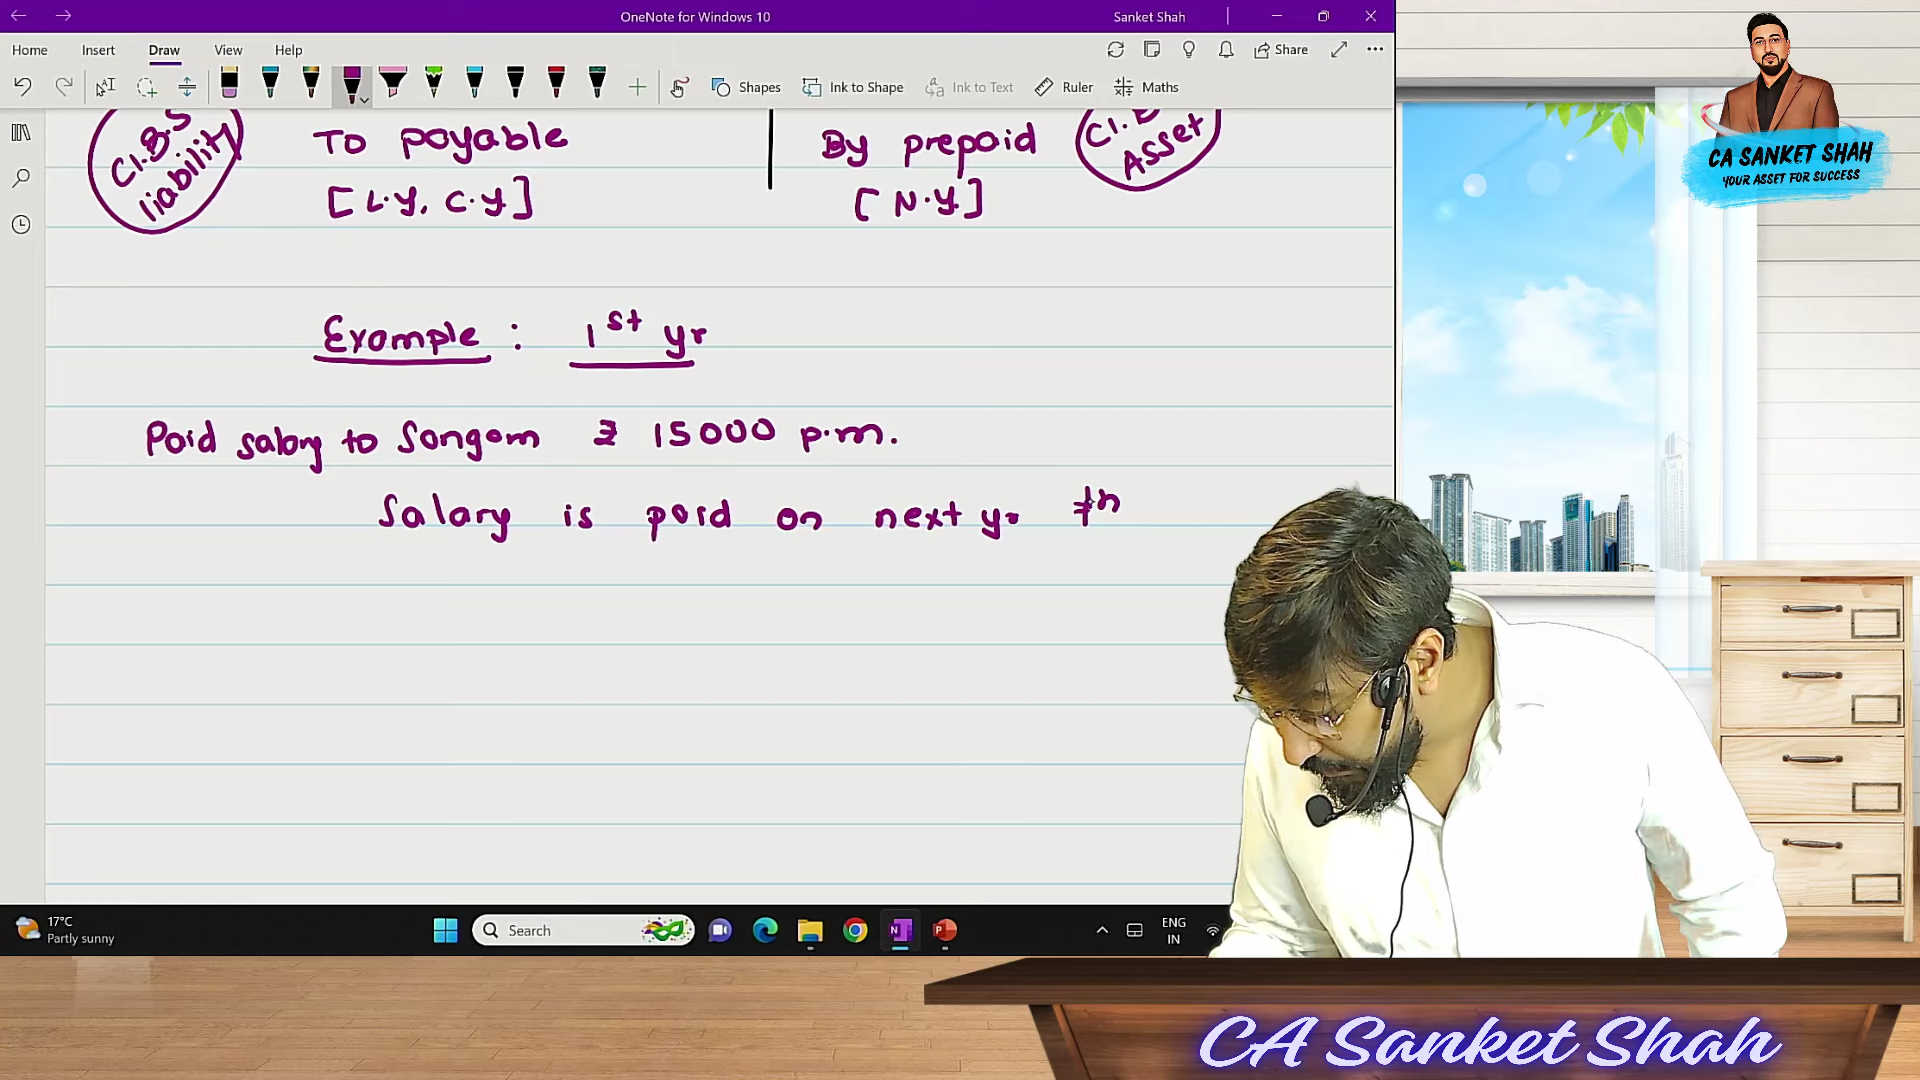 OneNote for Windows 10
Sanket Shah
Home Insert Draw View Help
Share
Shapes Ink to Shape Ink to Text Ruler Maths
Cl.B.S liability
To payable
[L.Y, C.Y]
By prepaid
[N.Y]
Asset
Example : 1st yr
Paid salary to Sangam ₹ 15000 p.m.
Salary is paid on next yr 7th
CA SANKET SHAH
YOUR ASSET FOR SUCCESS
17°C
Partly sunny
Search
ENG
IN
CA Sanket Shah